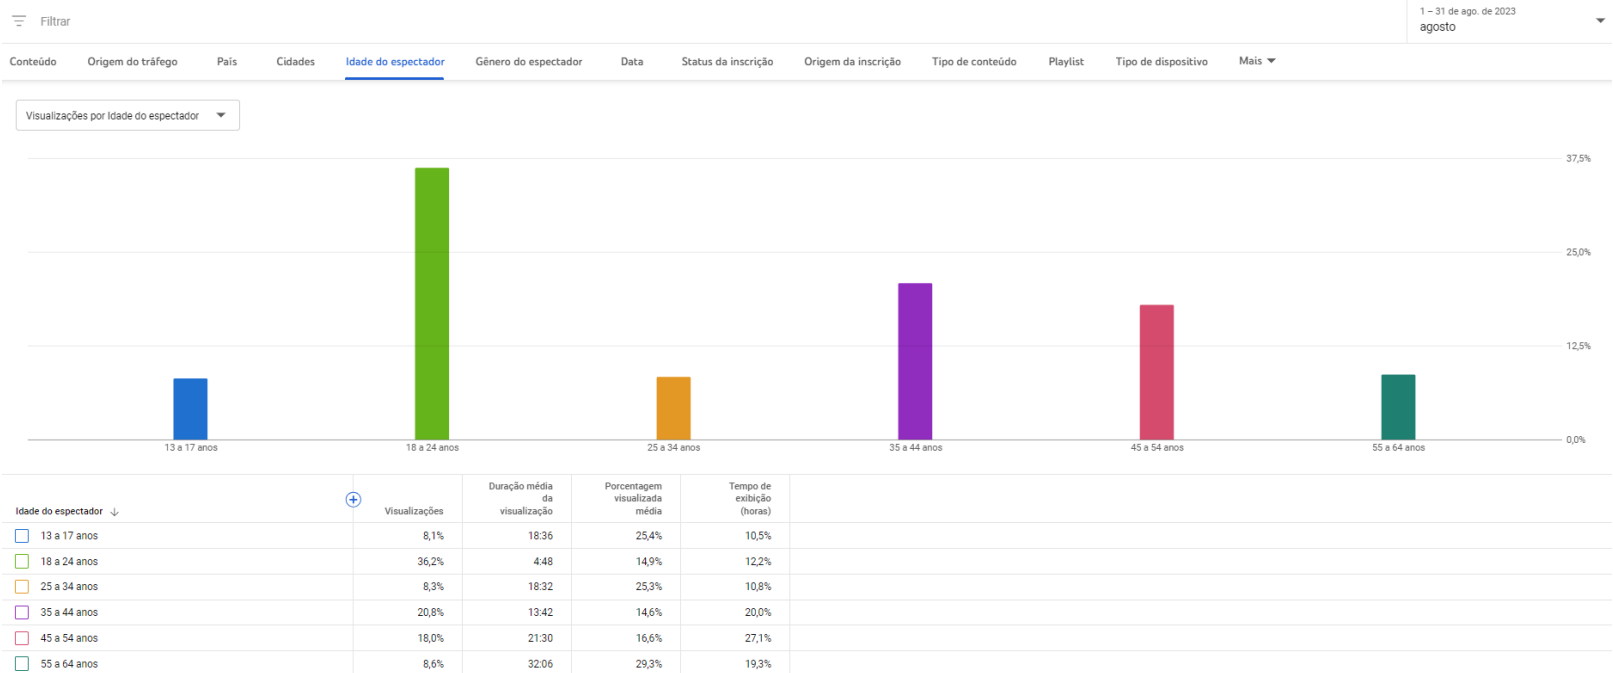 Filtrar
1 – 31 de ago. de 2023
agosto
Conteúdo Origem do tráfego País Cidades Idade do espectador Gênero do espectador Data Status da inscrição Origem da inscrição Tipo de conteúdo Playlist Tipo de dispositivo Mais
Visualizações por Idade do espectador
37,5%
25,0%
12,5%
0,0%
13 a 17 anos 18 a 24 anos 25 a 34 anos 35 a 44 anos 45 a 54 anos 55 a 64 anos
Idade do espectador Visualizações Duração média da visualização Porcentagem visualizada média Tempo de exibição (horas)
13 a 17 anos 8,1% 18:36 25,4% 10,5%
18 a 24 anos 36,2% 4:48 14,9% 12,2%
25 a 34 anos 8,3% 18:32 25,3% 10,8%
35 a 44 anos 20,8% 13:42 14,6% 20,0%
45 a 54 anos 18,0% 21:30 16,6% 27,1%
55 a 64 anos 8,6% 32:06 29,3% 19,3%